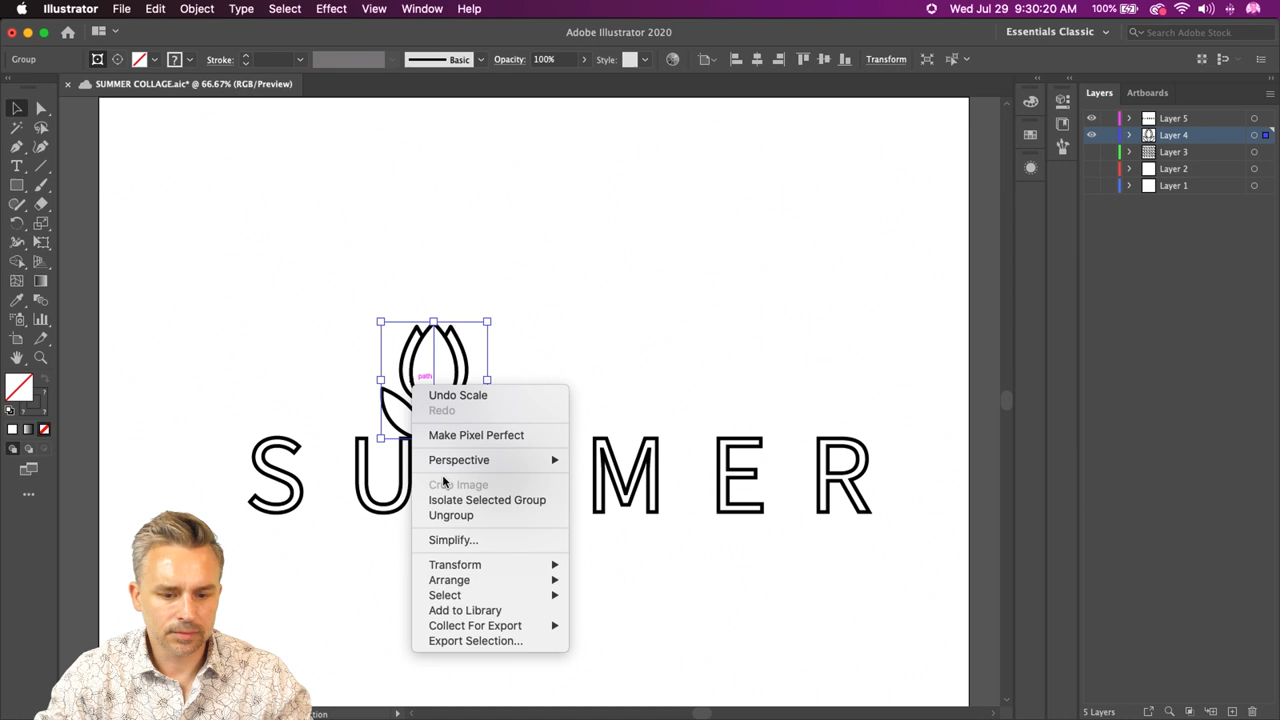 Illustrator File Edit Object Type Select Effect View Window Help Wed Jul 29 9:30:20 AM 100%
Adobe Illustrator 2020 Essentials Classic Search Adobe Stock
Group Stroke: Basic Opacity: 100% Style: Transform
SUMMER COLLAGE.aic* @ 66.67% (RGB/Preview)
Layers Artboards
Layer 5
Layer 4
Layer 3
Layer 2
Layer 1
path
Undo Scale
Redo
Make Pixel Perfect
Perspective
Isolate Selected Group
Ungroup
Simplify...
Transform
Arrange
Select
Add to Library
Collect For Export
Export Selection...
S U M E R
5 Layers